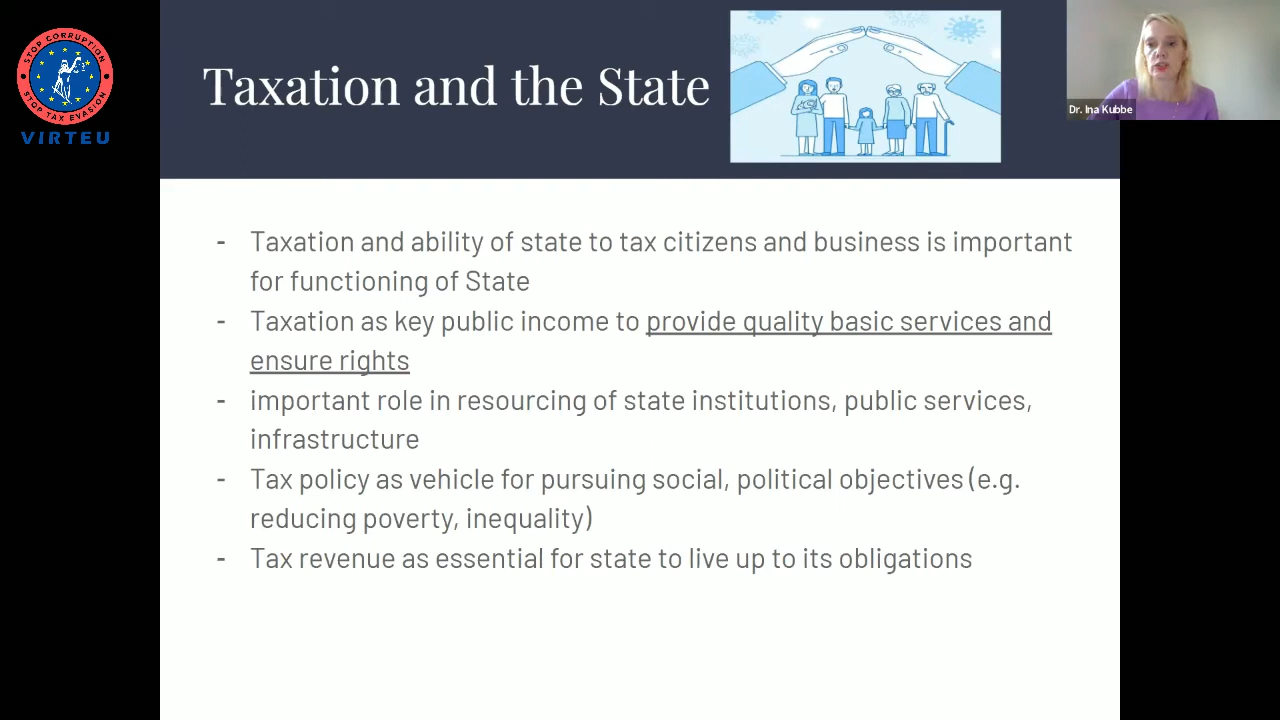 STOP CORRUPTION
STOP TAX EVASION
VIRTEU
Taxation and the State
Dr. Ina Kubbe
- Taxation and ability of state to tax citizens and business is important
for functioning of State
- Taxation as key public income to provide quality basic services and
ensure rights
- important role in resourcing of state institutions, public services,
infrastructure
- Tax policy as vehicle for pursuing social, political objectives (e.g.
reducing poverty, inequality)
- Tax revenue as essential for state to live up to its obligations